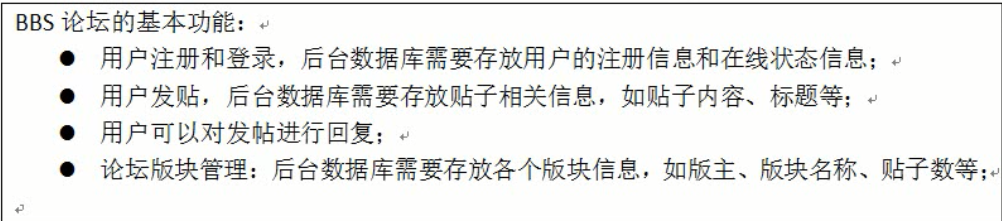 BBS 论坛的基本功能：
● 用户注册和登录，后台数据库需要存放用户的注册信息和在线状态信息；
● 用户发贴，后台数据库需要存放贴子相关信息，如贴子内容、标题等；
● 用户可以对发帖进行回复；
● 论坛版块管理：后台数据库需要存放各个版块信息，如版主、版块名称、贴子数等；